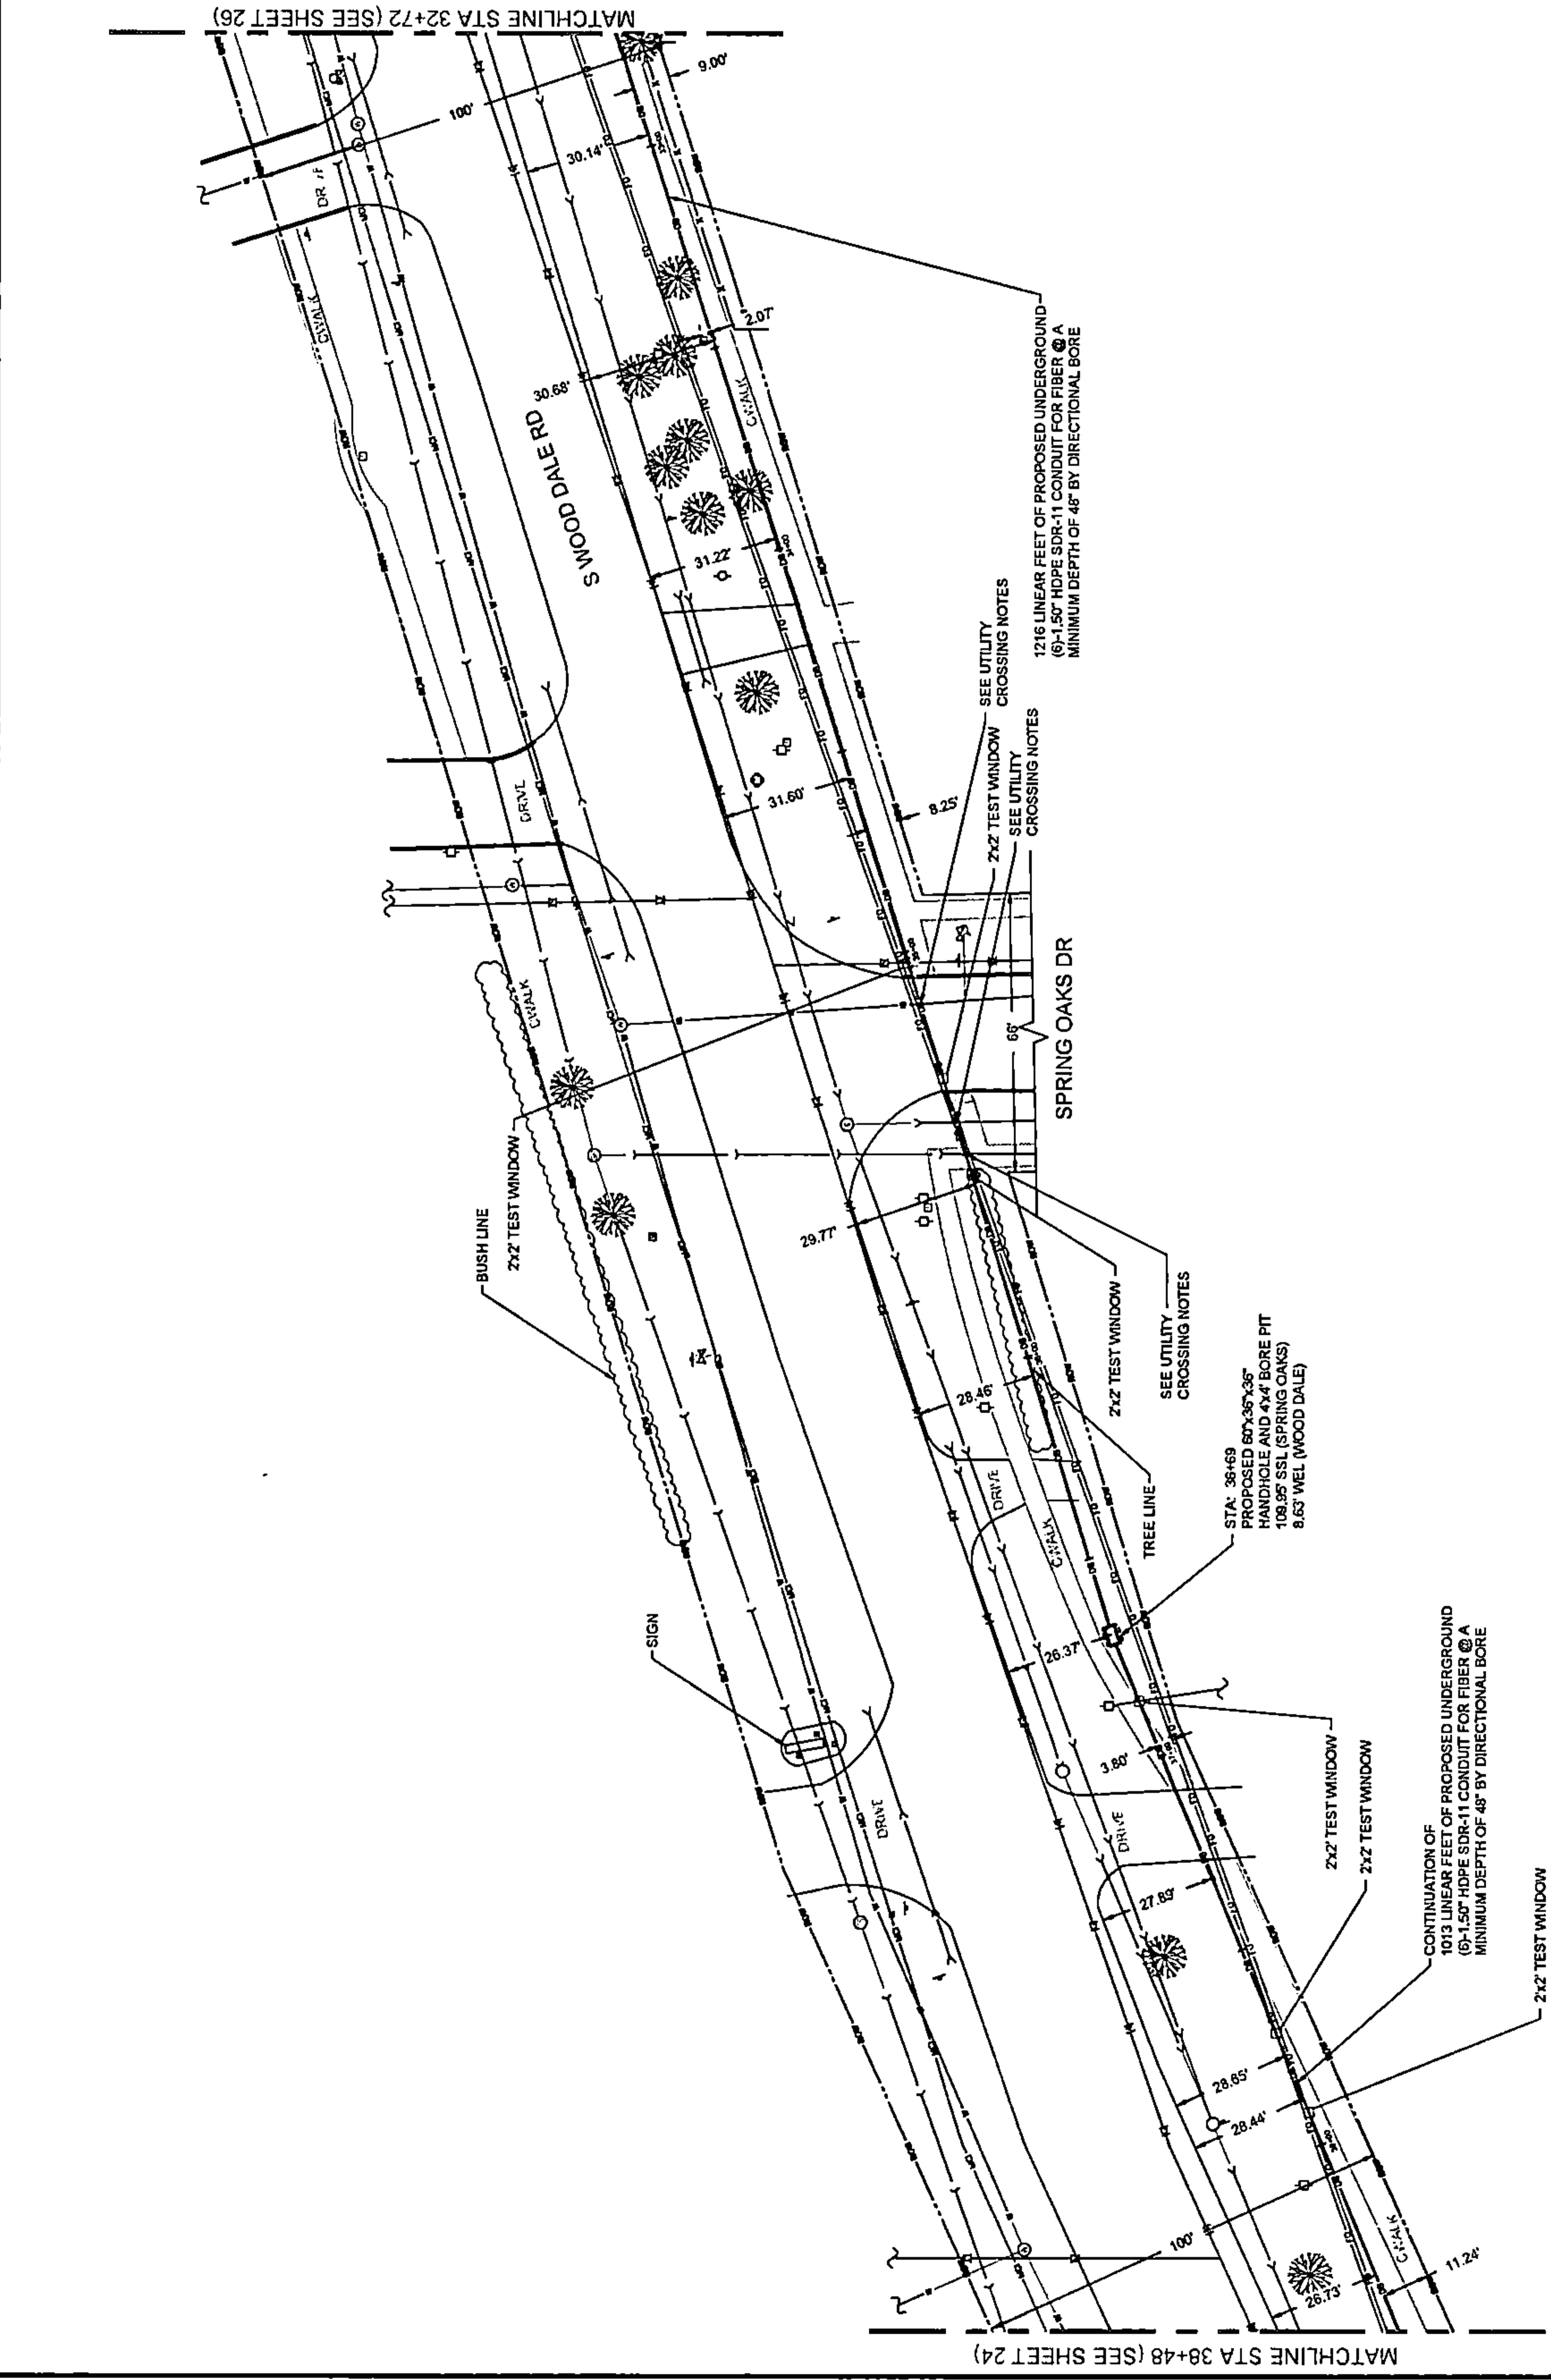 MATCHLINE STA 32+72 (SEE SHEET 26)
9.00'
100'
30.14'
CWALK
2.07'
30.68'
S WOOD DALE RD
CWALK
31.22'
1216 LINEAR FEET OF PROPOSED UNDERGROUND
(6)-1.50" HDPE SDR-11 CONDUIT FOR FIBER @ A
MINIMUM DEPTH OF 48" BY DIRECTIONAL BORE
SEE UTILITY
CROSSING NOTES
2'x2' TEST WINDOW
SEE UTILITY
CROSSING NOTES
DRIVE
31.60'
8.25'
66'
SPRING OAKS DR
CWALK
2'x2' TEST WINDOW
BUSH LINE
29.77'
2'x2' TEST WINDOW
SEE UTILITY
CROSSING NOTES
28.46'
DRIVE
CWALK
TREE LINE
STA: 36+69
PROPOSED 60"x36"x36"
HANDHOLE AND 4'x4' BORE PIT
109.95' SSL (SPRING OAKS)
8.63' WEL (WOOD DALE)
SIGN
26.37'
3.80'
DRIVE
DRIVE
27.89'
2'x2' TEST WINDOW
2'x2' TEST WINDOW
CONTINUATION OF
1013 LINEAR FEET OF PROPOSED UNDERGROUND
(6)-1.50" HDPE SDR-11 CONDUIT FOR FIBER @ A
MINIMUM DEPTH OF 48" BY DIRECTIONAL BORE
2'x2' TEST WINDOW
28.65'
28.44'
100'
CWALK
11.24'
26.73'
MATCHLINE STA 38+48 (SEE SHEET 24)